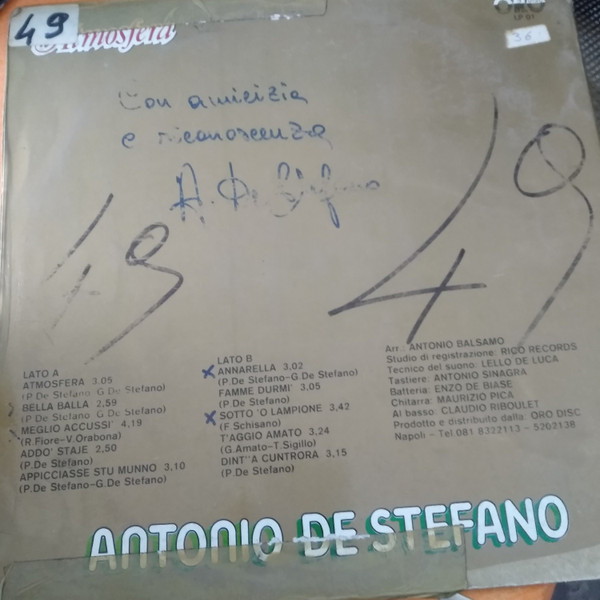 49
Atmosfera
ORO
LP 01
36
Con amicizia
e riconoscenza
A. De Stefano
49
49
LATO A
ATMOSFERA 3,05
(P. De Stefano-G. De Stefano)
BELLA BALLA 2,59
(P. De Stefano-G. De Stefano)
MEGLIO ACCUSSI' 4,19
(R.Fiore-V.Orabona)
ADDO' STAJE 2,50
(P.De Stefano)
APPICCIASSE STU MUNNO 3,10
(P.De Stefano-G.De Stefano)
LATO B
ANNARELLA 3,02
(P.De Stefano-G.De Stefano)
FAMME DURMI' 3,05
(P.De Stefano)
SOTTO 'O LAMPIONE 3,42
(F.Schisano)
T'AGGIO AMATO 3,24
(G.Amato-T.Sigillo)
DINT''A CUNTRORA 3,15
(P.De Stefano)
Arr.: ANTONIO BALSAMO
Studio di registrazione: RICO RECORDS
Tecnico del suono: LELLO DE LUCA
Tastiere: ANTONIO SINAGRA
Batteria: ENZO DE BIASE
Chitarra: MAURIZIO PICA
Al basso: CLAUDIO RIBOULET
Prodotto e distribuito dalla: ORO DISC
Napoli - Tel 081 8322113 - 5202138
ANTONIO DE STEFANO